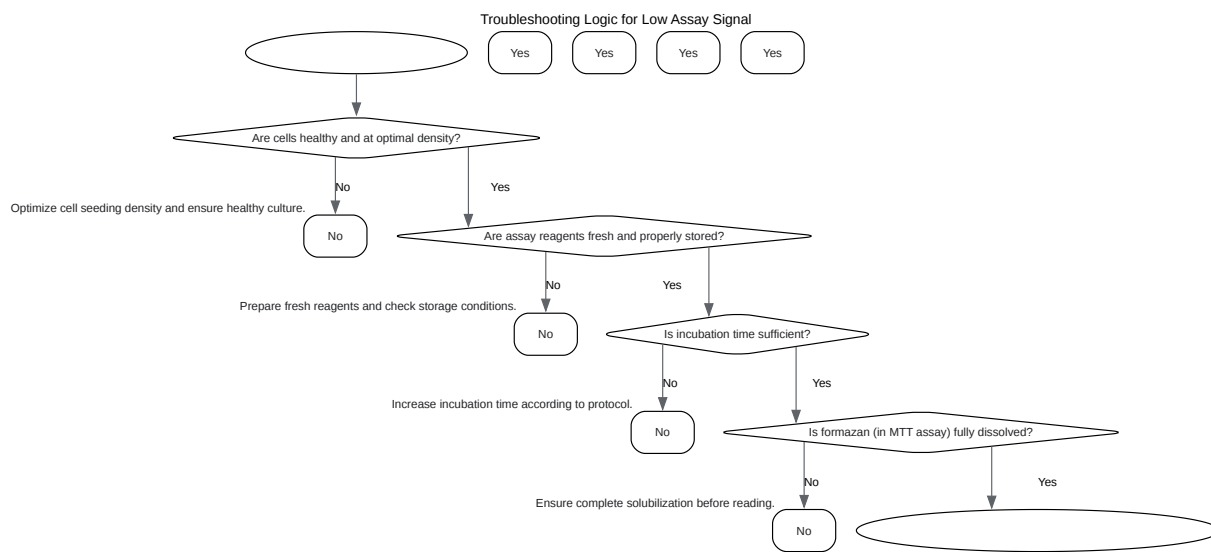 Troubleshooting Logic for Low Assay Signal
Yes
Yes
Yes
Yes
Are cells healthy and at optimal density?
No
Yes
Optimize cell seeding density and ensure healthy culture.
No
Are assay reagents fresh and properly stored?
No
Yes
Prepare fresh reagents and check storage conditions.
No
Is incubation time sufficient?
No
Yes
Increase incubation time according to protocol.
No
Is formazan (in MTT assay) fully dissolved?
No
Yes
Ensure complete solubilization before reading.
No